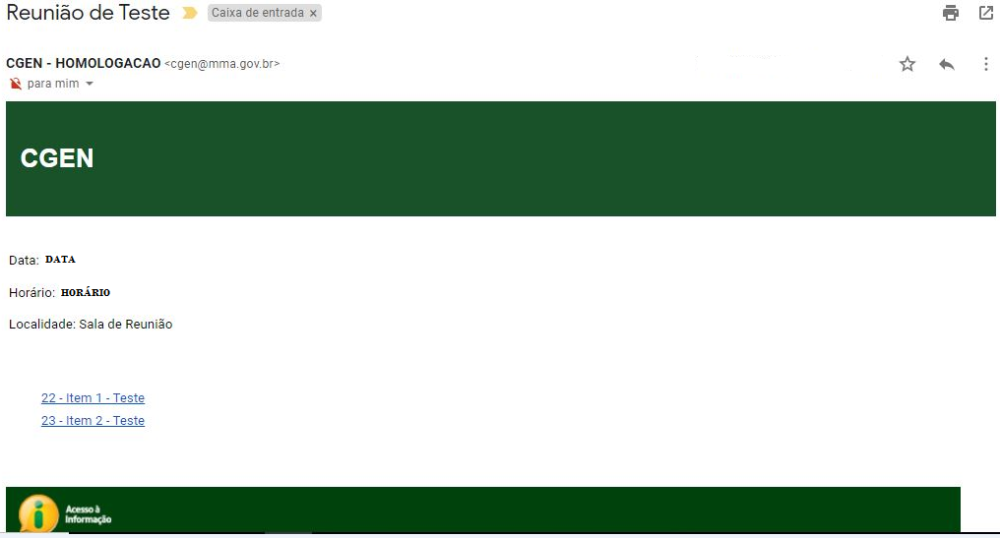 Reunião de Teste Caixa de entrada ×
CGEN - HOMOLOGACAO <cgen@mma.gov.br>
para mim
CGEN
Data: DATA
Horário: HORÁRIO
Localidade: Sala de Reunião
22 - Item 1 - Teste
23 - Item 2 - Teste
Acesso à
Informação